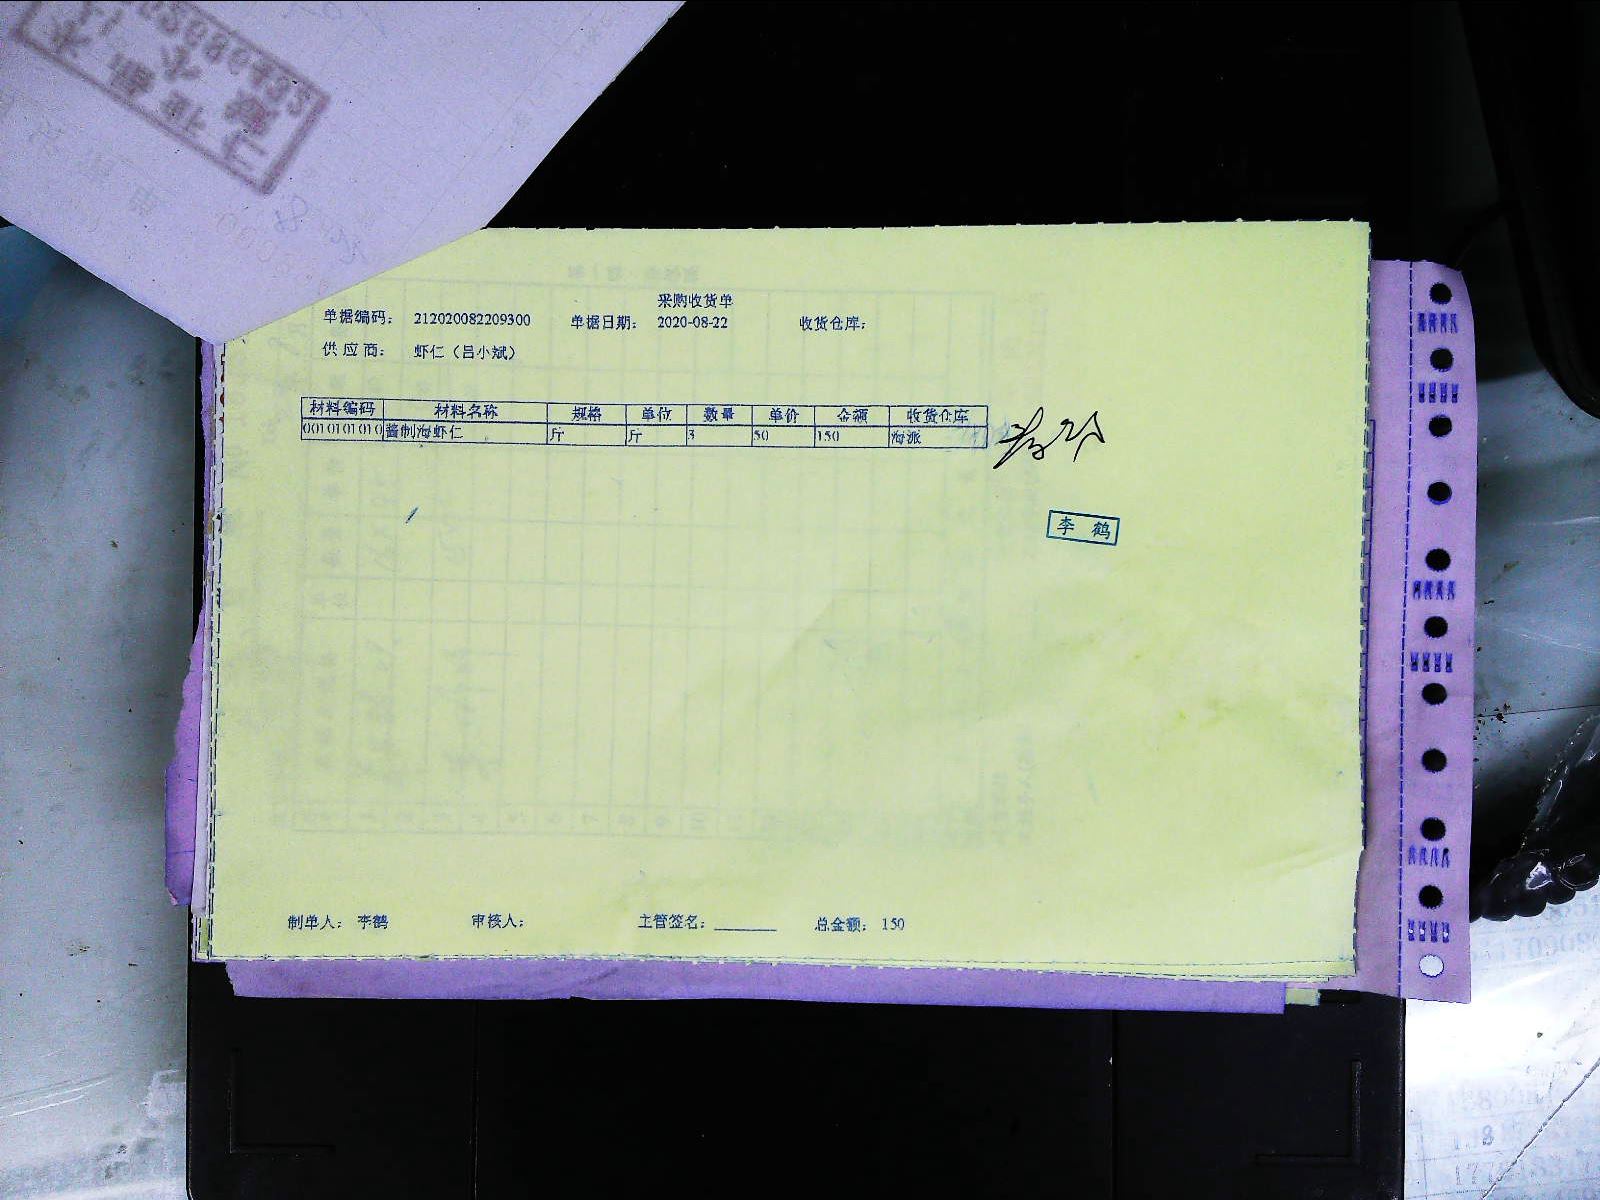 采购收货单
单据编码： 212020082209300 单据日期： 2020-08-22 收货仓库：
供应商： 虾仁（吕小斌）
材料编码 材料名称 规格 单位 数量 单价 金额 收货仓库
0010101010 酱制海虾仁 斤 斤 3 50 150 海派
李鹤
制单人： 李鹤 审核人： 主管签名： 总金额： 150